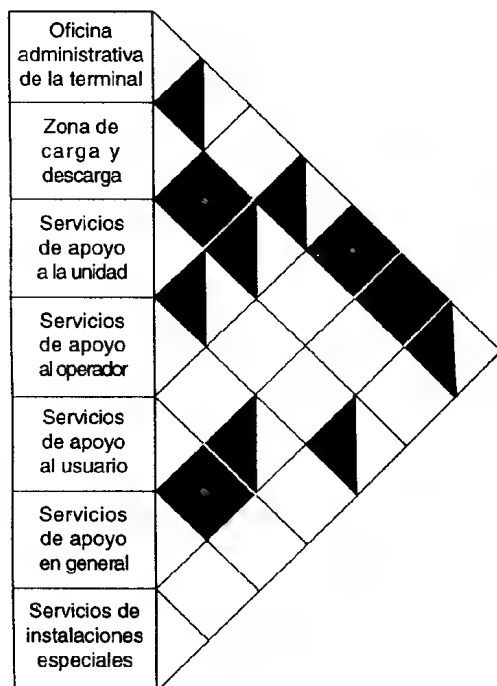 Oficina
administrativa
de la terminal
Zona de
carga y
descarga
Servicios
de apoyo
a la unidad
Servicios
de apoyo
al operador
Servicios
de apoyo
al usuario
Servicios
de apoyo
en general
Servicios de
instalaciones
especiales